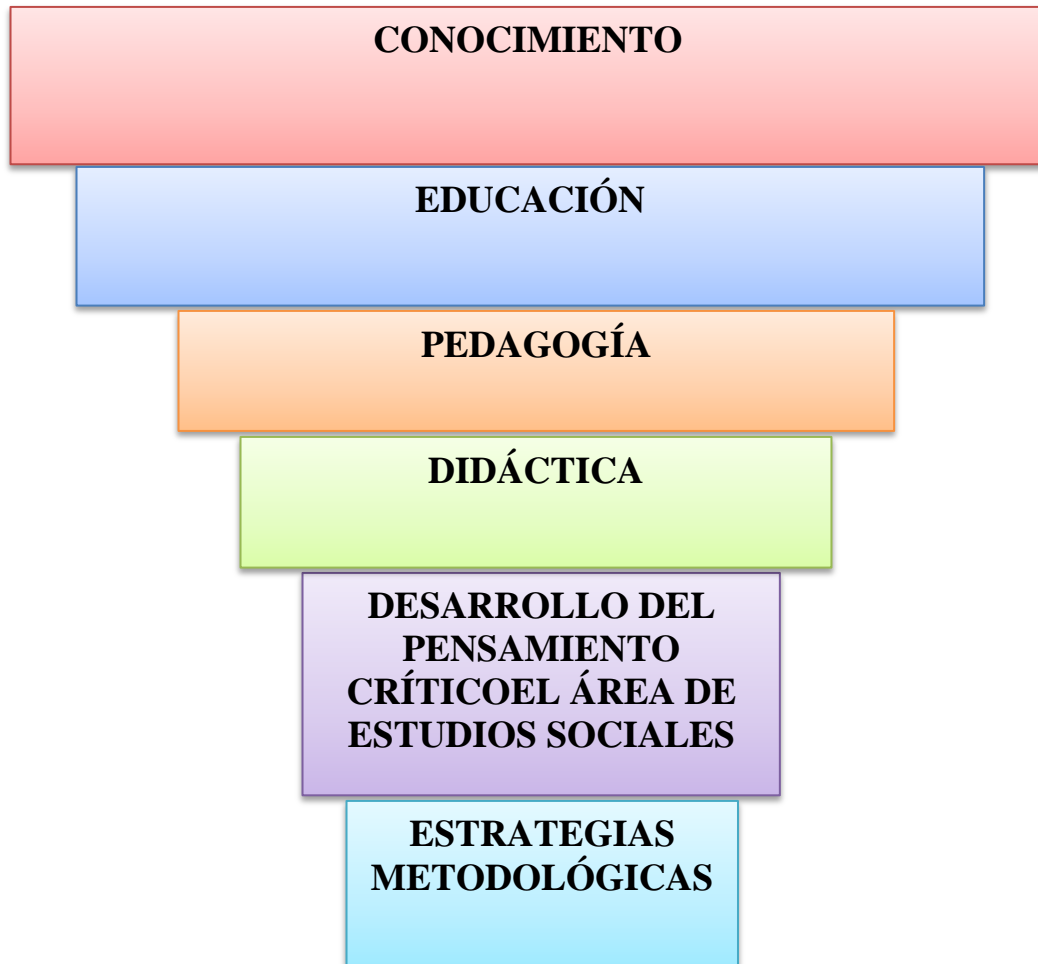 CONOCIMIENTO
EDUCACIÓN
PEDAGOGÍA
DIDÁCTICA
DESARROLLO DEL
PENSAMIENTO
CRÍTICOEL ÁREA DE
ESTUDIOS SOCIALES
ESTRATEGIAS
METODOLÓGICAS